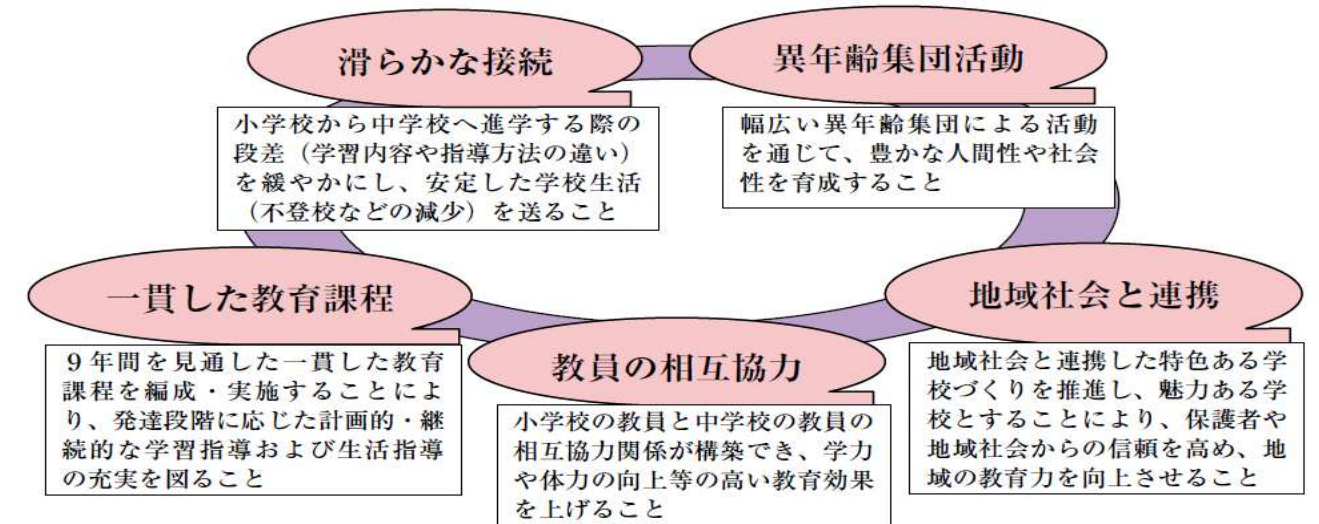 滑らかな接続
小学校から中学校へ進学する際の
段差（学習内容や指導方法の違い）
を緩やかにし、安定した学校生活
（不登校などの減少）を送ること
異年齢集団活動
幅広い異年齢集団による活動
を通じて、豊かな人間性や社会
性を育成すること
一貫した教育課程
９年間を見通した一貫した教育
課程を編成・実施することによ
り、発達段階に応じた計画的・継
続的な学習指導および生活指導
の充実を図ること
教員の相互協力
小学校の教員と中学校の教員の
相互協力関係が構築でき、学力
や体力の向上等の高い教育効果
を上げること
地域社会と連携
地域社会と連携した特色ある学
校づくりを推進し、魅力ある学
校とすることにより、保護者や
地域社会からの信頼を高め、地
域の教育力を向上させること